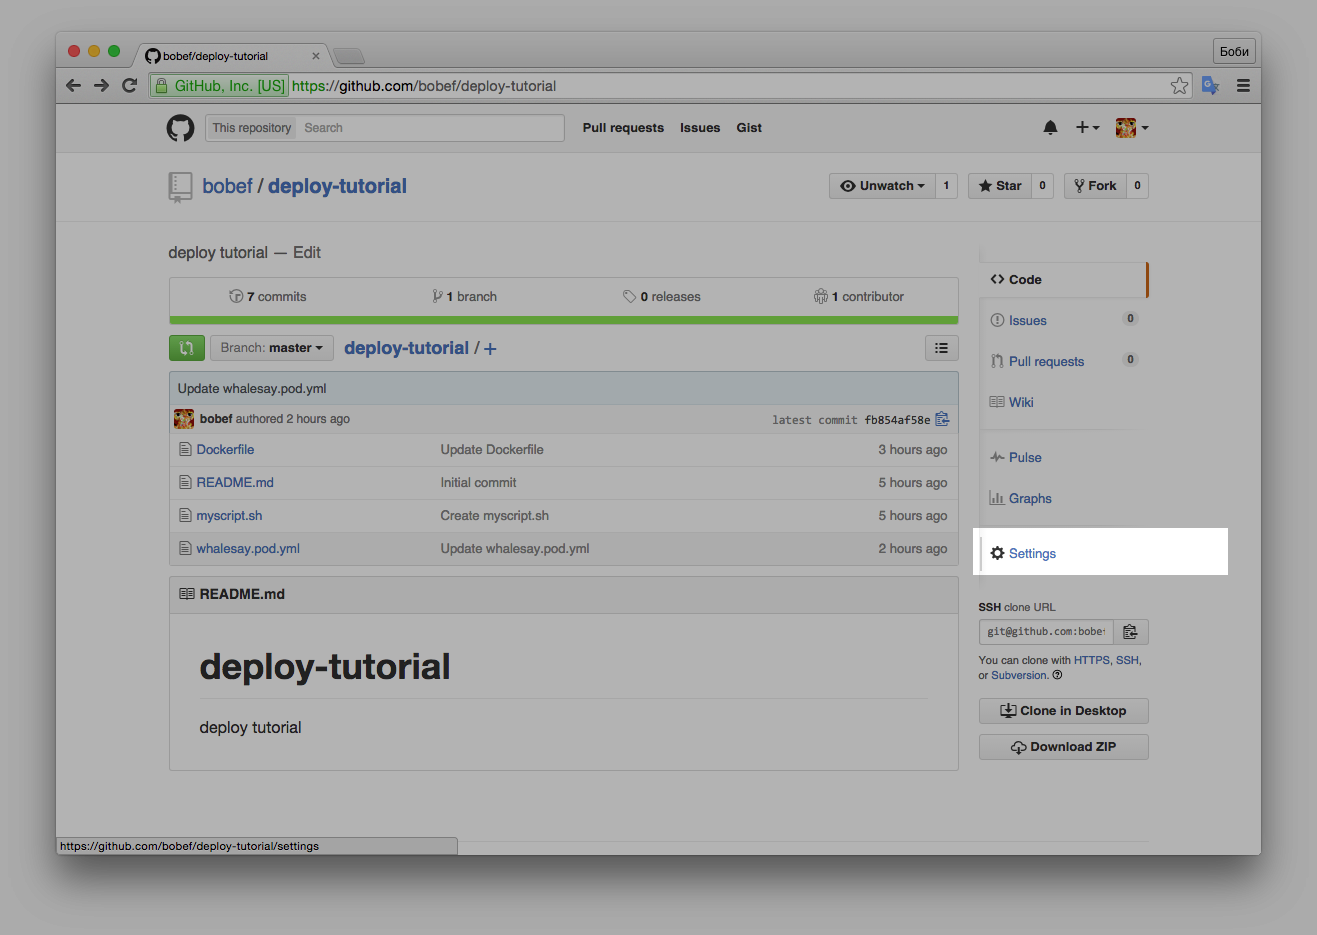 bobef/deploy-tutorial
Боби
GitHub, Inc. [US] https://github.com/bobef/deploy-tutorial
This repository Search Pull requests Issues Gist
bobef / deploy-tutorial
Unwatch 1 Star 0 Fork 0
deploy tutorial — Edit
7 commits 1 branch 0 releases 1 contributor
Branch: master deploy-tutorial / +
Update whalesay.pod.yml
bobef authored 2 hours ago latest commit fb854af58e
Dockerfile Update Dockerfile 3 hours ago
README.md Initial commit 5 hours ago
myscript.sh Create myscript.sh 5 hours ago
whalesay.pod.yml Update whalesay.pod.yml 2 hours ago
README.md
deploy-tutorial
deploy tutorial
Code
Issues 0
Pull requests 0
Wiki
Pulse
Graphs
Settings
SSH clone URL
git@github.com:bobef
You can clone with HTTPS, SSH,
or Subversion.
Clone in Desktop
Download ZIP
https://github.com/bobef/deploy-tutorial/settings